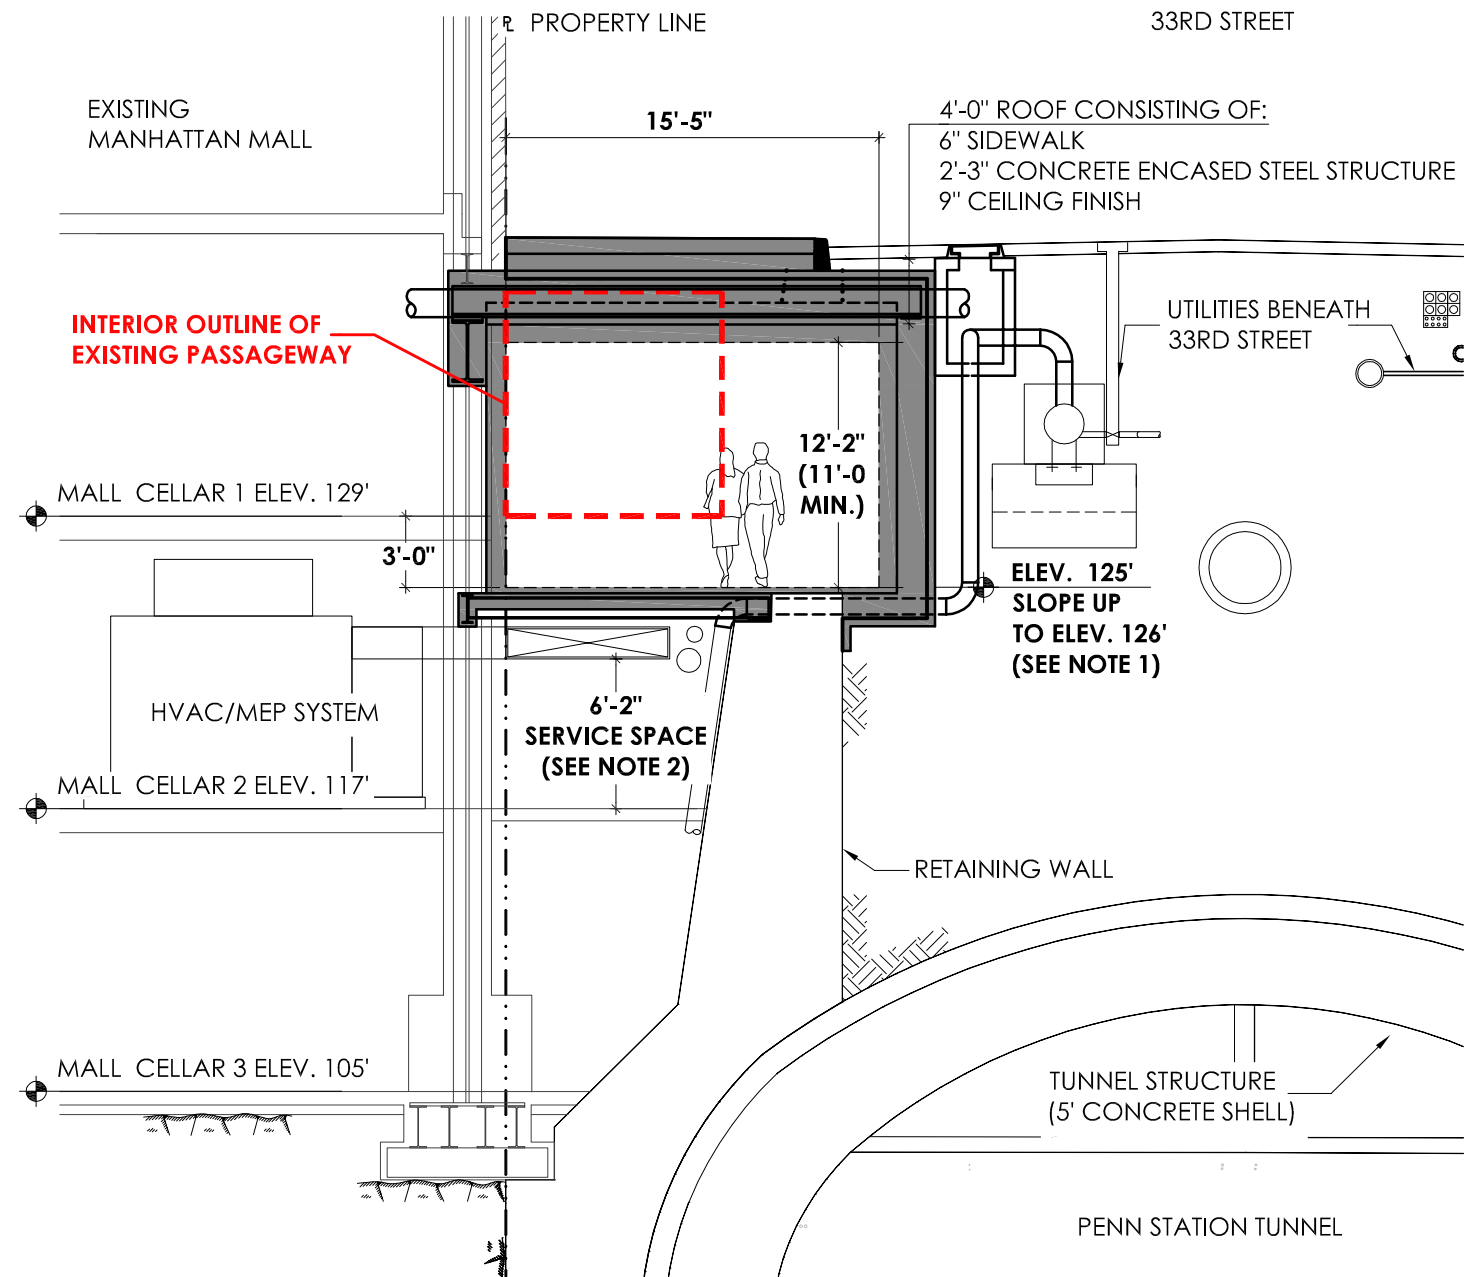 ℄ PROPERTY LINE
33RD STREET
EXISTING
MANHATTAN MALL
15'-5"
4'-0" ROOF CONSISTING OF:
6" SIDEWALK
2'-3" CONCRETE ENCASED STEEL STRUCTURE
9" CEILING FINISH
INTERIOR OUTLINE OF
EXISTING PASSAGEWAY
UTILITIES BENEATH
33RD STREET
12'-2"
(11'-0
MIN.)
MALL CELLAR 1 ELEV. 129'
3'-0"
ELEV. 125'
SLOPE UP
TO ELEV. 126'
(SEE NOTE 1)
HVAC/MEP SYSTEM
6'-2"
SERVICE SPACE
(SEE NOTE 2)
MALL CELLAR 2 ELEV. 117'
RETAINING WALL
MALL CELLAR 3 ELEV. 105'
TUNNEL STRUCTURE
(5' CONCRETE SHELL)
PENN STATION TUNNEL